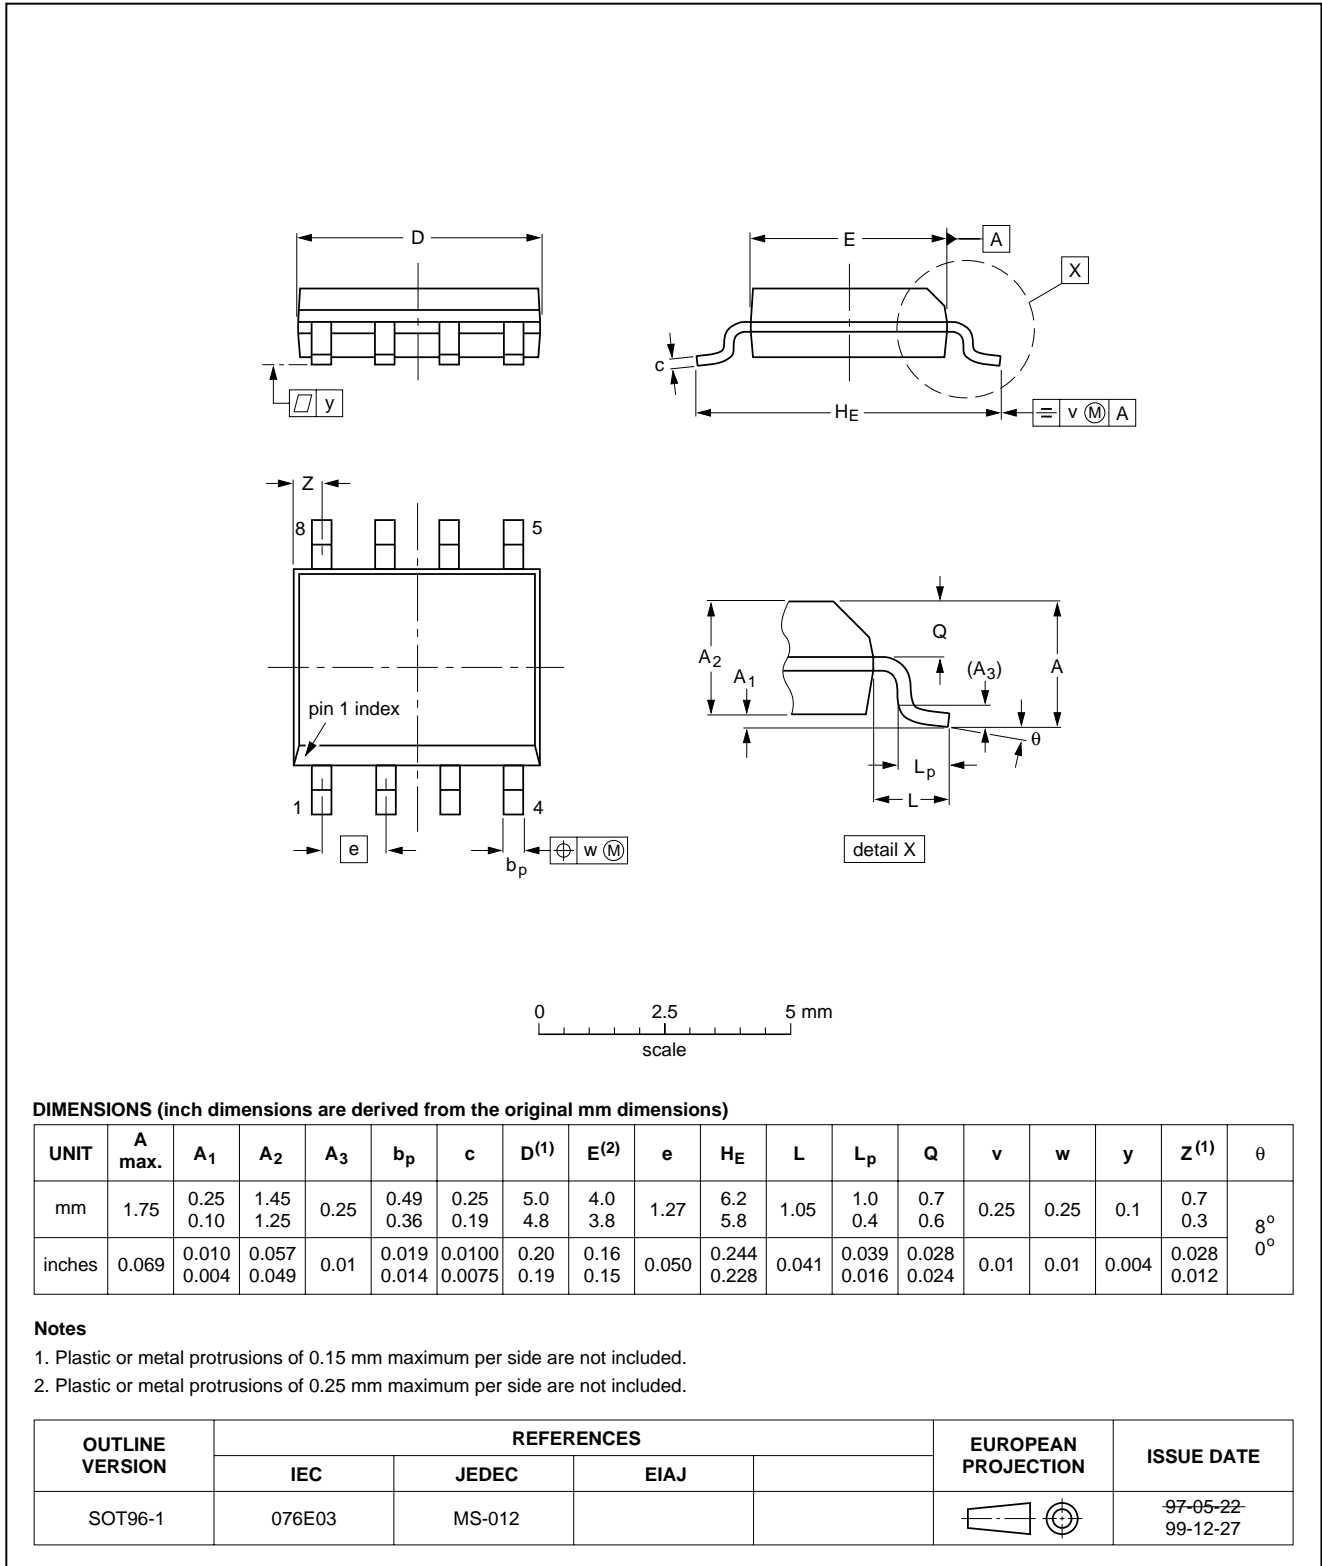 D
E
A
X
c
y
HE
v M A
Z
8
5
Q
A2
A1
(A3)
A
pin 1 index
θ
Lp
L
1
4
e
w M
bp
detail X
0 2.5 5 mm
scale
DIMENSIONS (inch dimensions are derived from the original mm dimensions)
UNIT A max. A1 A2 A3 bp c D(1) E(2) e HE L Lp Q v w y Z(1) θ
mm 1.75 0.25 0.10 1.45 1.25 0.25 0.49 0.36 0.25 0.19 5.0 4.8 4.0 3.8 1.27 6.2 5.8 1.05 1.0 0.4 0.7 0.6 0.25 0.25 0.1 0.7 0.3 8° 0°
inches 0.069 0.010 0.004 0.057 0.049 0.01 0.019 0.014 0.0100 0.0075 0.20 0.19 0.16 0.15 0.050 0.244 0.228 0.041 0.039 0.016 0.028 0.024 0.01 0.01 0.004 0.028 0.012
Notes
1. Plastic or metal protrusions of 0.15 mm maximum per side are not included.
2. Plastic or metal protrusions of 0.25 mm maximum per side are not included.
OUTLINE VERSION REFERENCES EUROPEAN PROJECTION ISSUE DATE
IEC JEDEC EIAJ
SOT96-1 076E03 MS-012 97-05-22
99-12-27